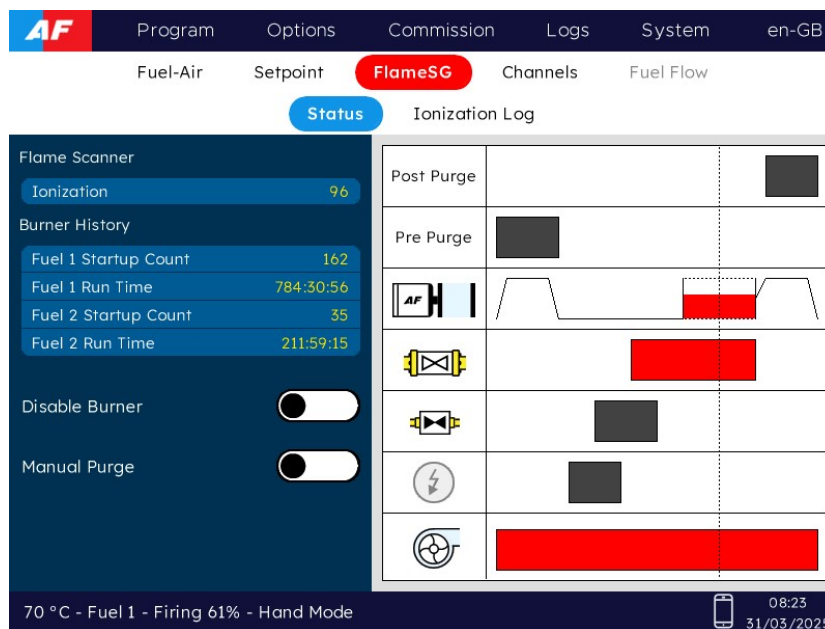 AF Program Options Commission Logs System en-GB
Fuel-Air Setpoint FlameSG Channels Fuel Flow
Status Ionization Log
Flame Scanner
Ionization 96
Burner History
Fuel 1 Startup Count 162
Fuel 1 Run Time 784:30:56
Fuel 2 Startup Count 35
Fuel 2 Run Time 211:59:15
Disable Burner
Manual Purge
Post Purge
Pre Purge
AF
70 °C - Fuel 1 - Firing 61% - Hand Mode
08:23
31/03/2025